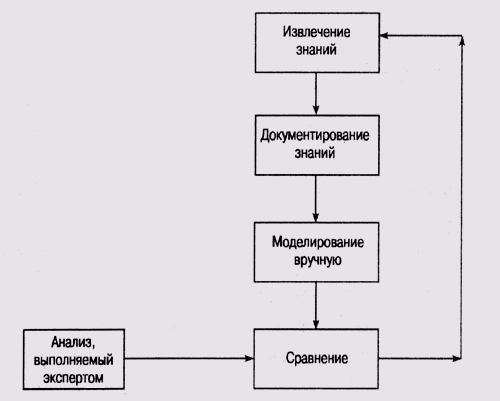 Извлечение
знаний
Документирование
знаний
Моделирование
вручную
Анализ,
выполняемый
экспертом
Сравнение